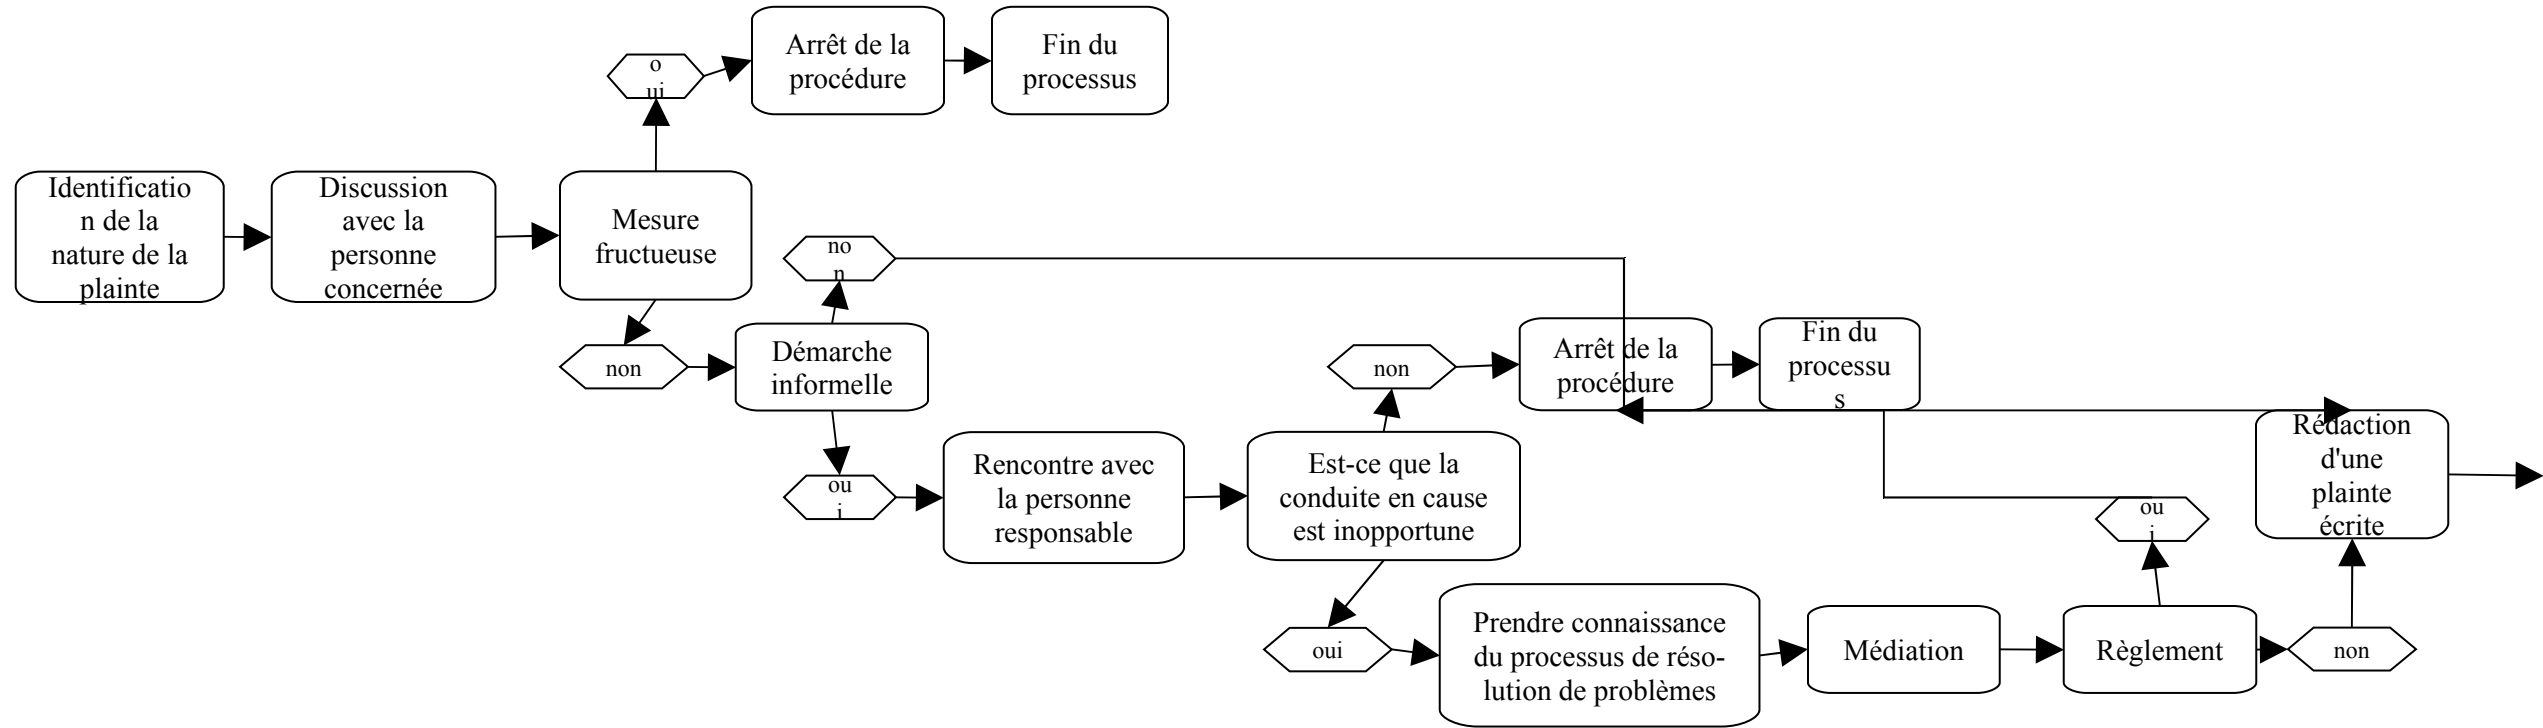 o
ui
Arrêt de la
procédure
Fin du
processus
Identificatio
n de la
nature de la
plainte
Discussion
avec la
personne
concernée
Mesure
fructueuse
no
n
non
Démarche
informelle
ou
i
Rencontre avec
la personne
responsable
Est-ce que la
conduite en cause
est inopportune
non
Arrêt de la
procédure
Fin du
processu
s
oui
Prendre connaissance
du processus de réso-
lution de problèmes
Médiation
Règlement
ou
i
non
Rédaction
d'une
plainte
écrite